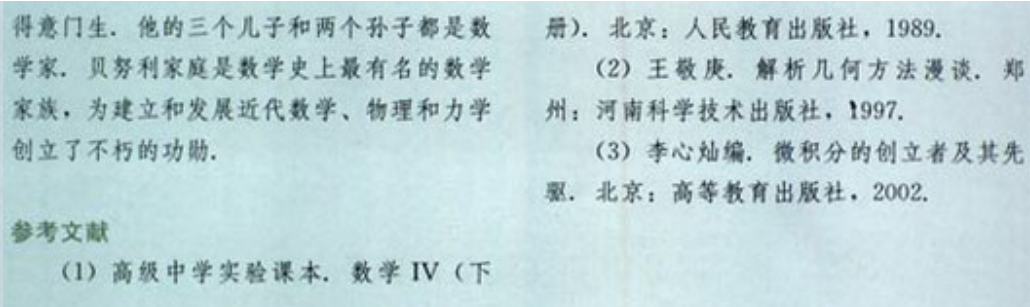 得意门生. 他的三个儿子和两个孙子都是数
学家. 贝努利家庭是数学史上最有名的数学
家族，为建立和发展近代数学、物理和力学
创立了不朽的功勋.
参考文献
(1) 高级中学实验课本. 数学 IV (下
册). 北京：人民教育出版社，1989.
(2) 王敬庚. 解析几何方法漫谈. 郑
州：河南科学技术出版社，1997.
(3) 李心灿编. 微积分的创立者及其先
驱. 北京：高等教育出版社，2002.